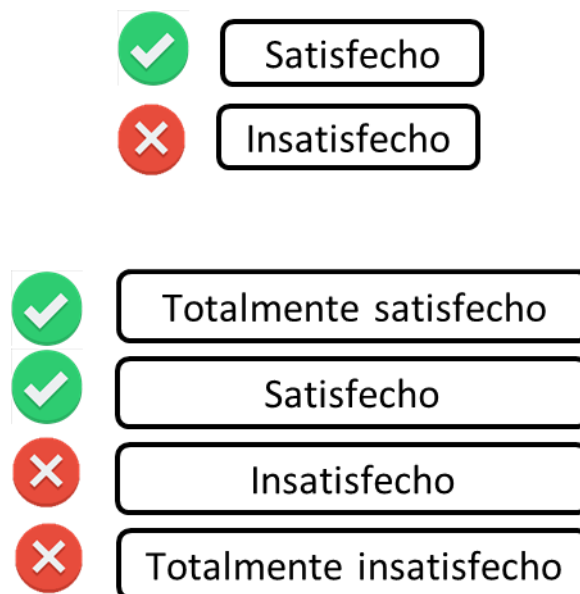 Satisfecho
Insatisfecho
Totalmente satisfecho
Satisfecho
Insatisfecho
Totalmente insatisfecho